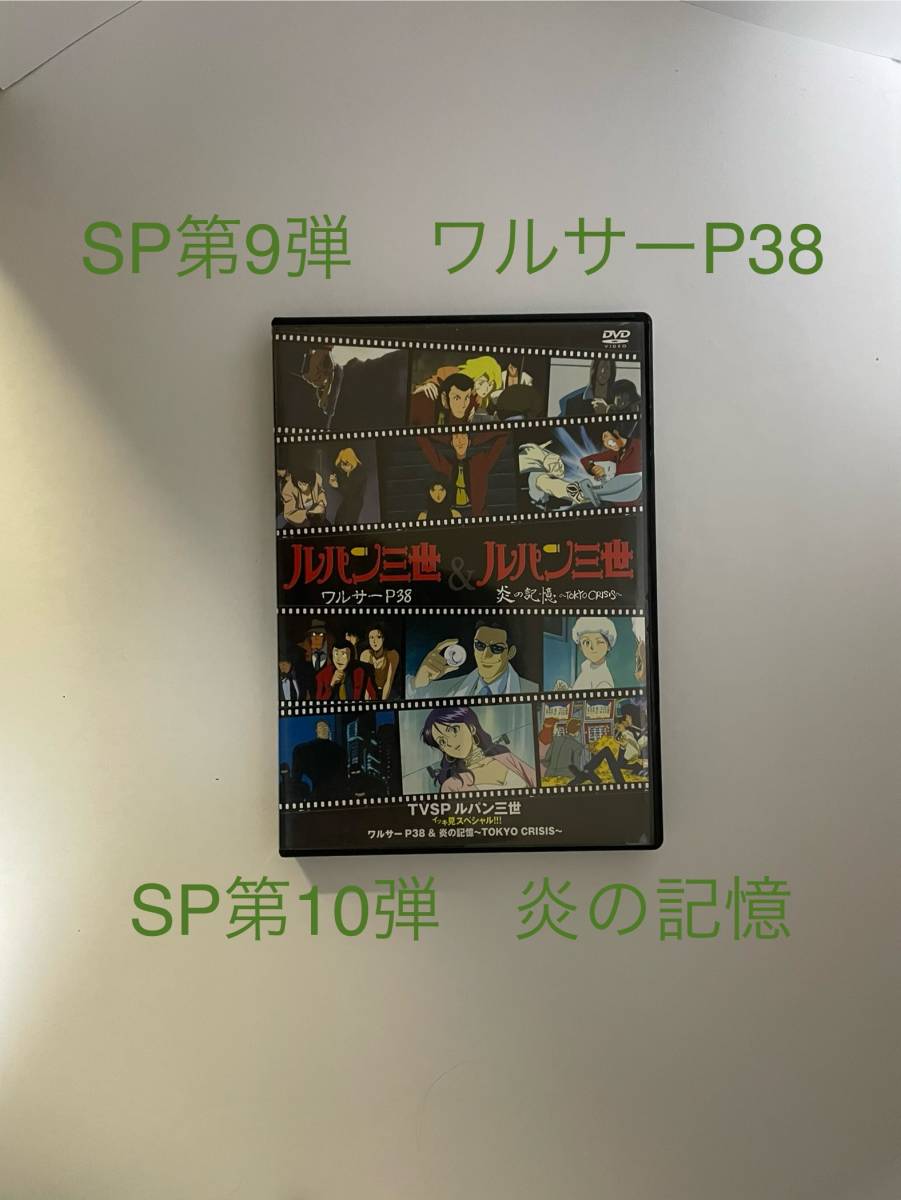 SP第9弾　ワルサーP38
DVD
VIDEO
ルパン三世 & ルパン三世
ワルサーP38 炎の記憶 ~TOKYO CRISIS~
TVSP ルパン三世
イッキ見スペシャル!!!
ワルサーP38 & 炎の記憶~TOKYO CRISIS~
SP第10弾　炎の記憶